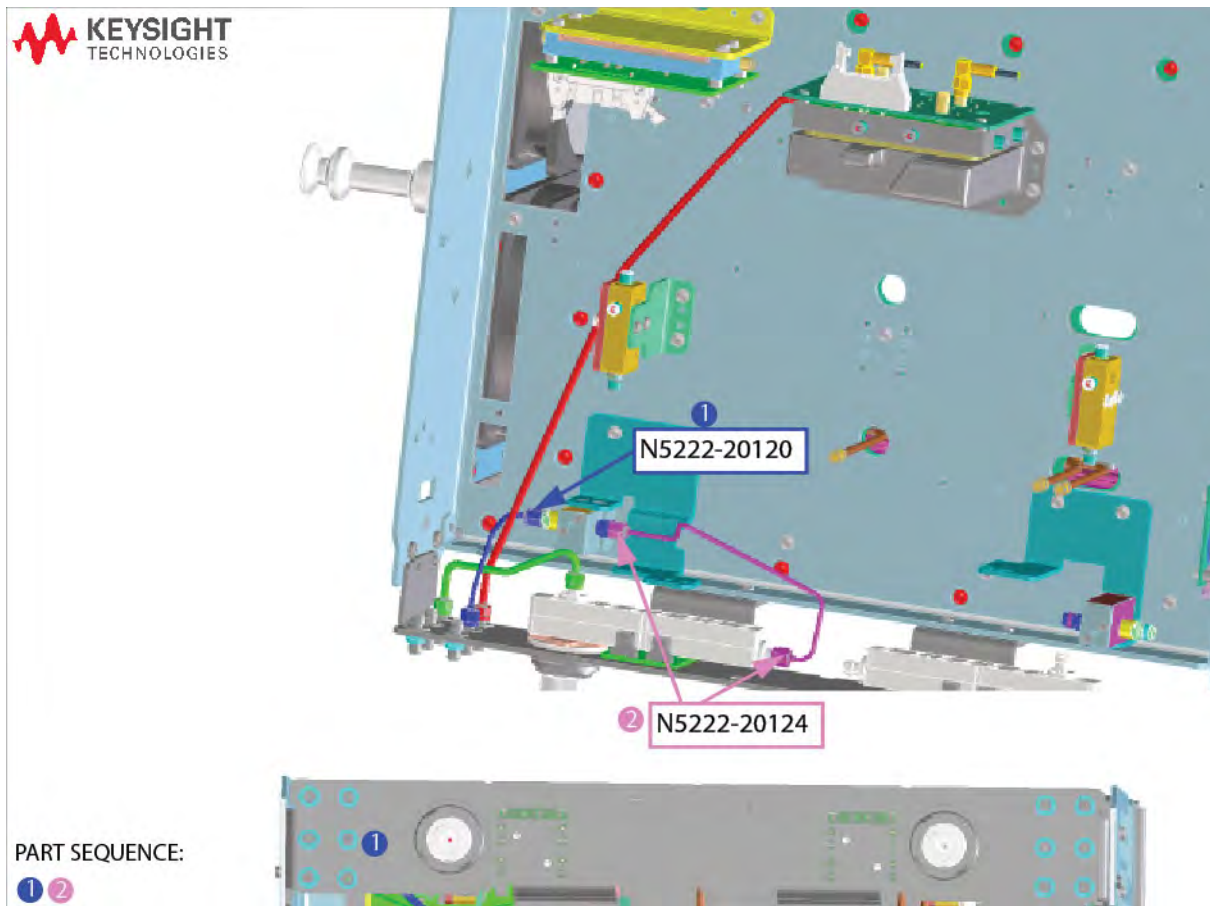 KEYSIGHT
TECHNOLOGIES
1
N5222-20120
2 N5222-20124
1
PART SEQUENCE:
1 2